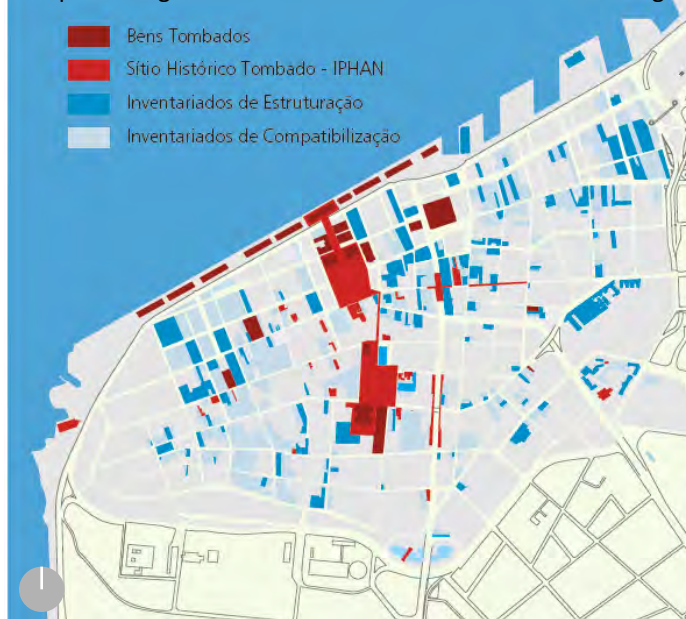 Bens Tombados
Sítio Histórico Tombado - IPHAN
Inventariados de Estruturação
Inventariados de Compatibilização